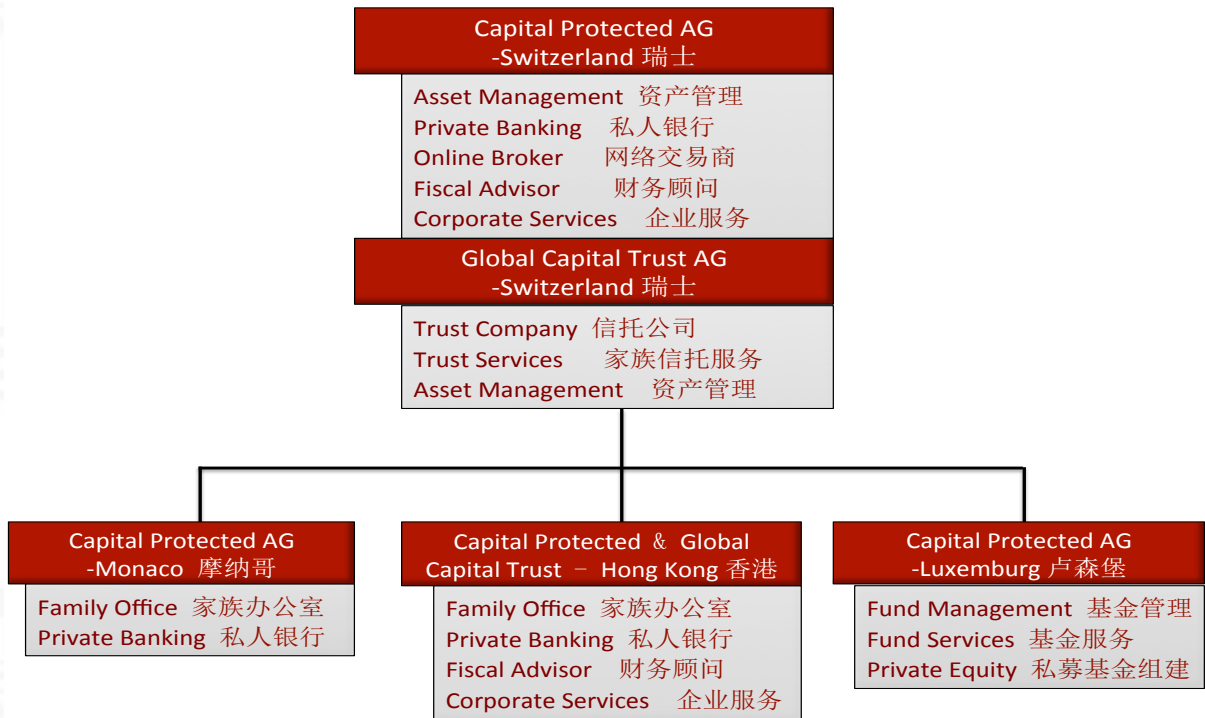 Capital Protected AG
-Switzerland 瑞士
Asset Management 资产管理
Private Banking 私人银行
Online Broker 网络交易商
Fiscal Advisor 财务顾问
Corporate Services 企业服务
Global Capital Trust AG
-Switzerland 瑞士
Trust Company 信托公司
Trust Services 家族信托服务
Asset Management 资产管理
Capital Protected AG
-Monaco 摩纳哥
Family Office 家族办公室
Private Banking 私人银行
Capital Protected & Global
Capital Trust – Hong Kong 香港
Family Office 家族办公室
Private Banking 私人银行
Fiscal Advisor 财务顾问
Corporate Services 企业服务
Capital Protected AG
-Luxemburg 卢森堡
Fund Management 基金管理
Fund Services 基金服务
Private Equity 私募基金组建